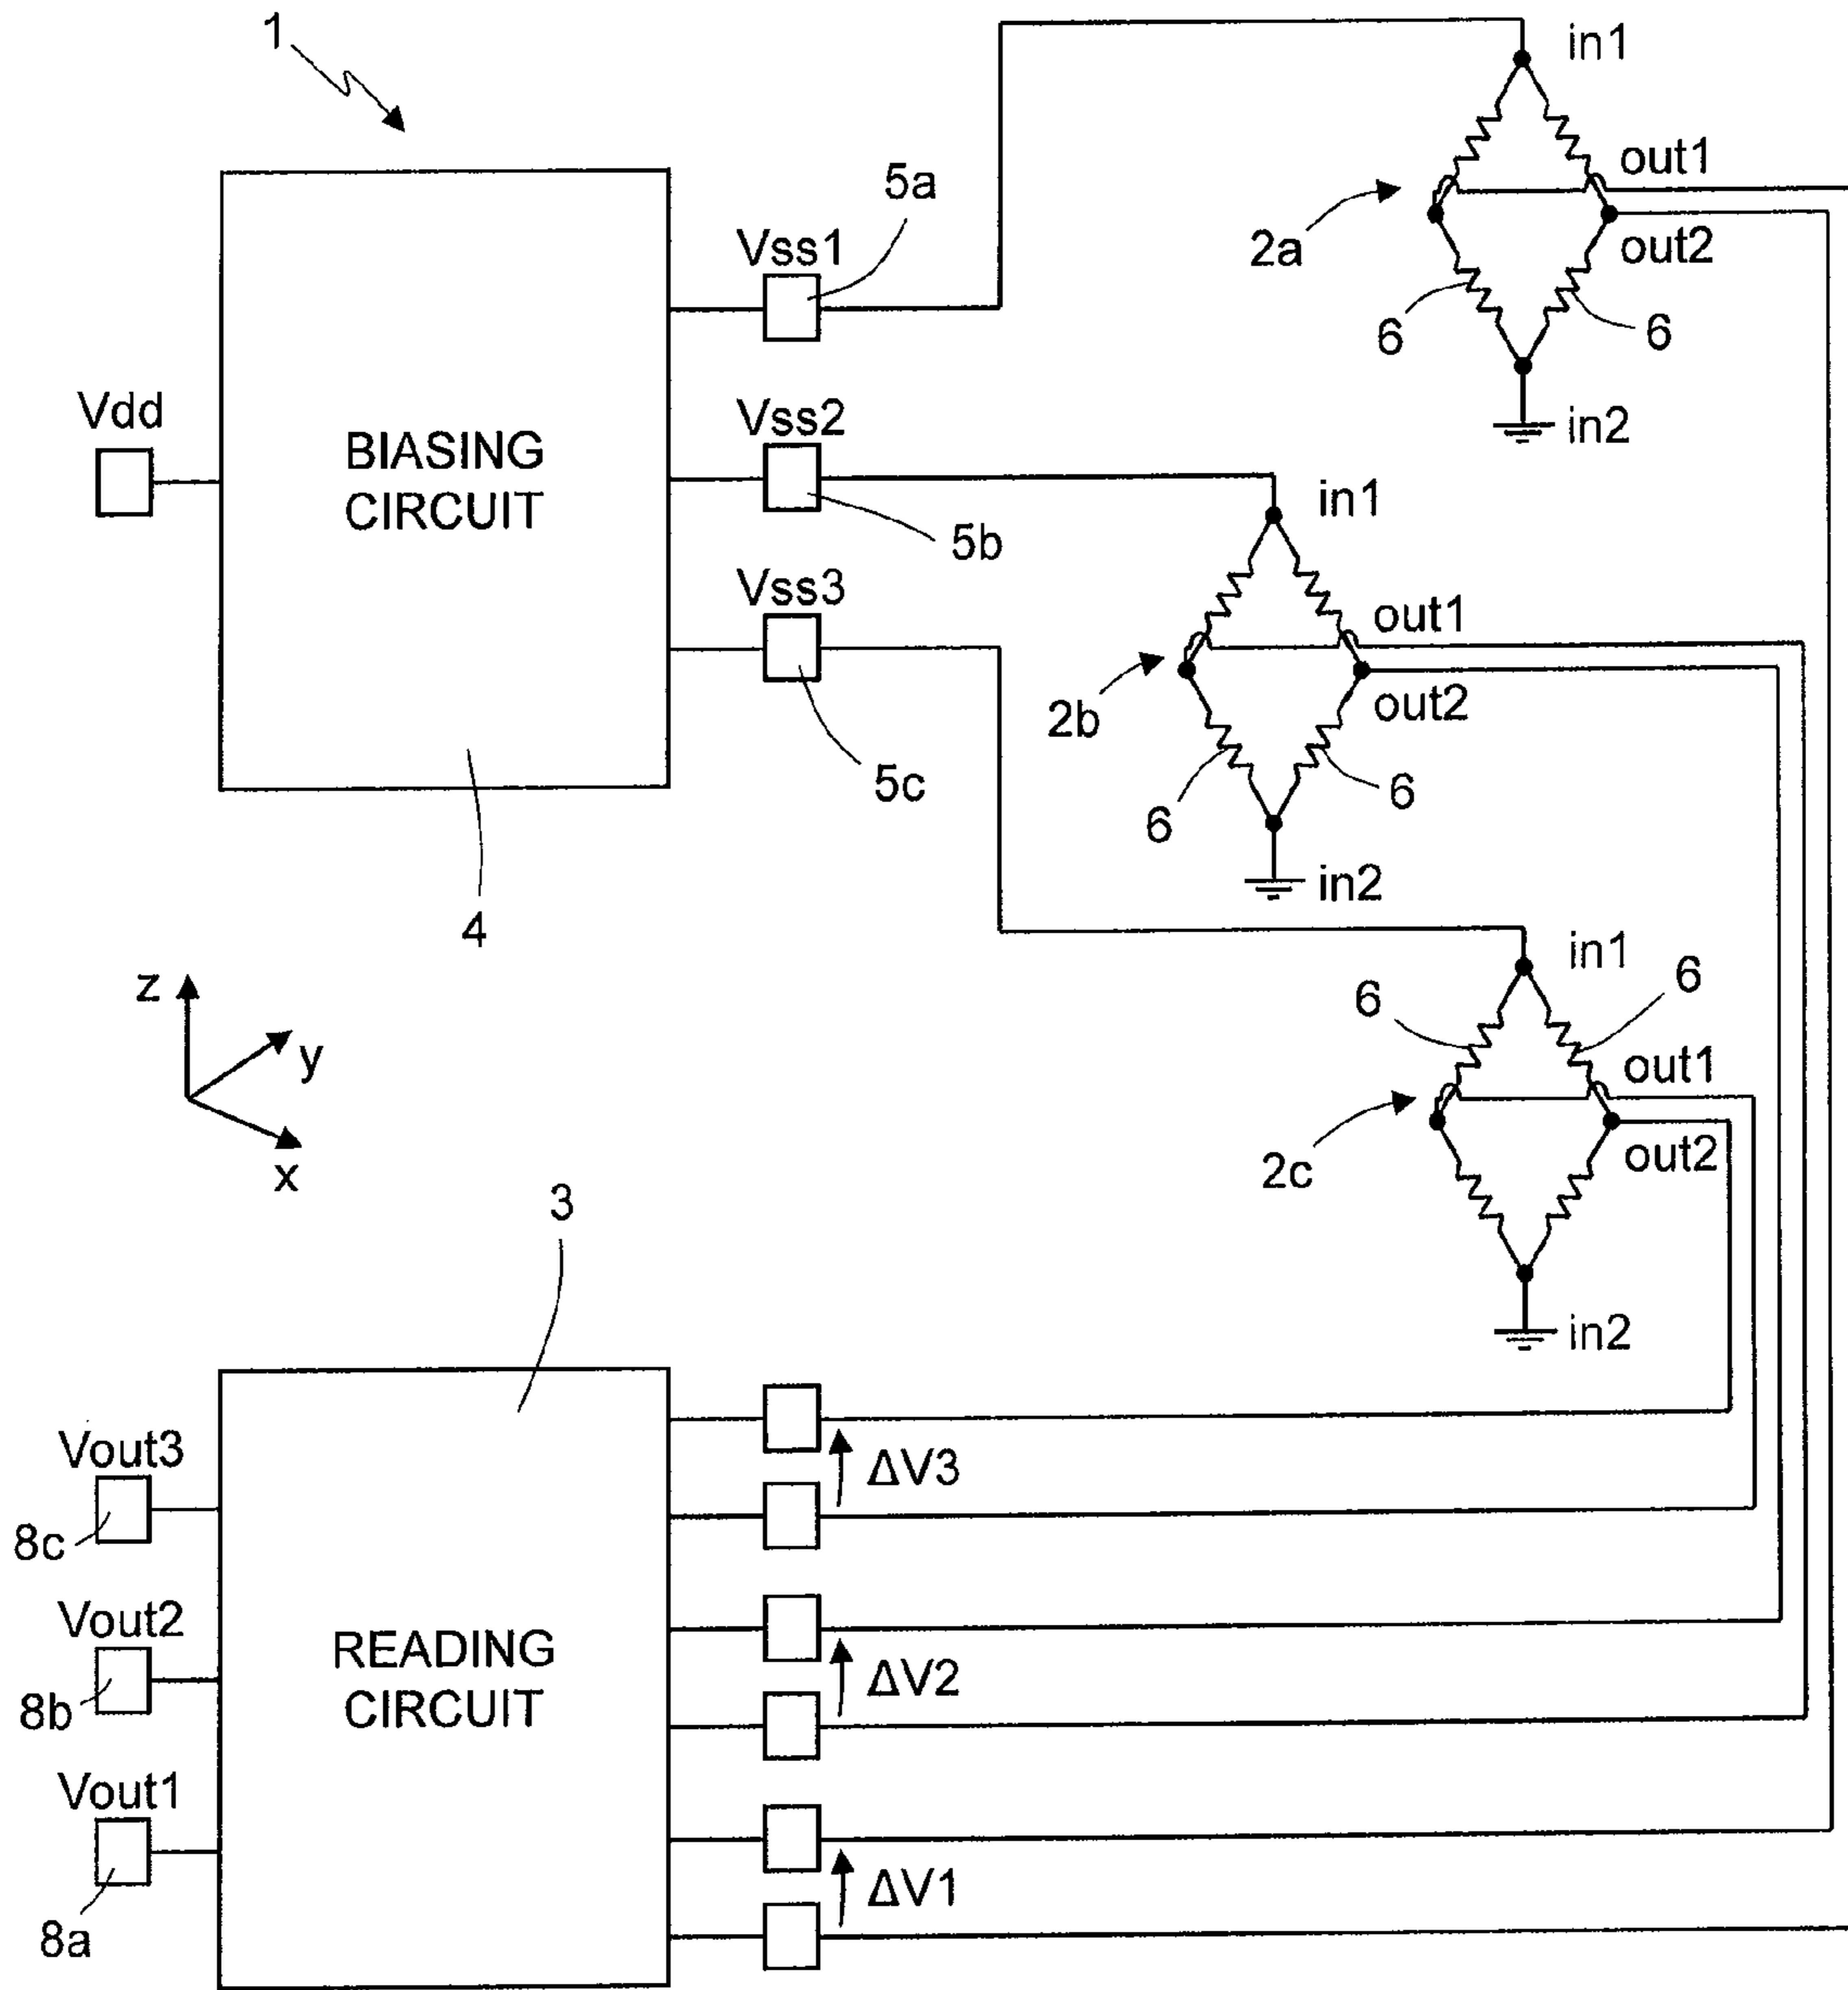 1
in1
out1
5a
2a
Vss1
out2
6
6
Vdd
Vss2
in2
BIASING
CIRCUIT
in1
5b
Vss3
out1
2b
out2
5c
6
6
in2
4
in1
z
6
6
y
out1
x
2c
out2
3
in2
Vout3
ΔV3
8c
Vout2
READING
CIRCUIT
ΔV2
8b
Vout1
ΔV1
8a